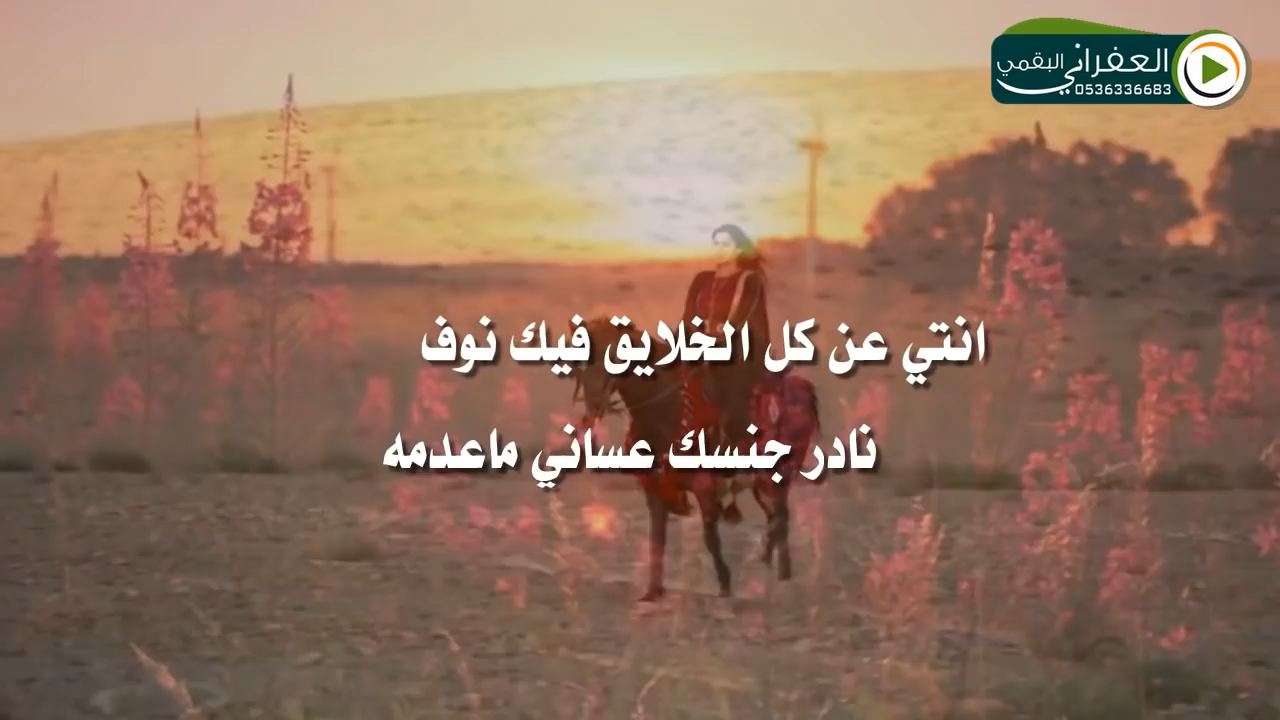 العفراني البقمي
0536336683
انتي عن كل الخلايق فيك نوف
نادر جنسك عساني ماعدمه